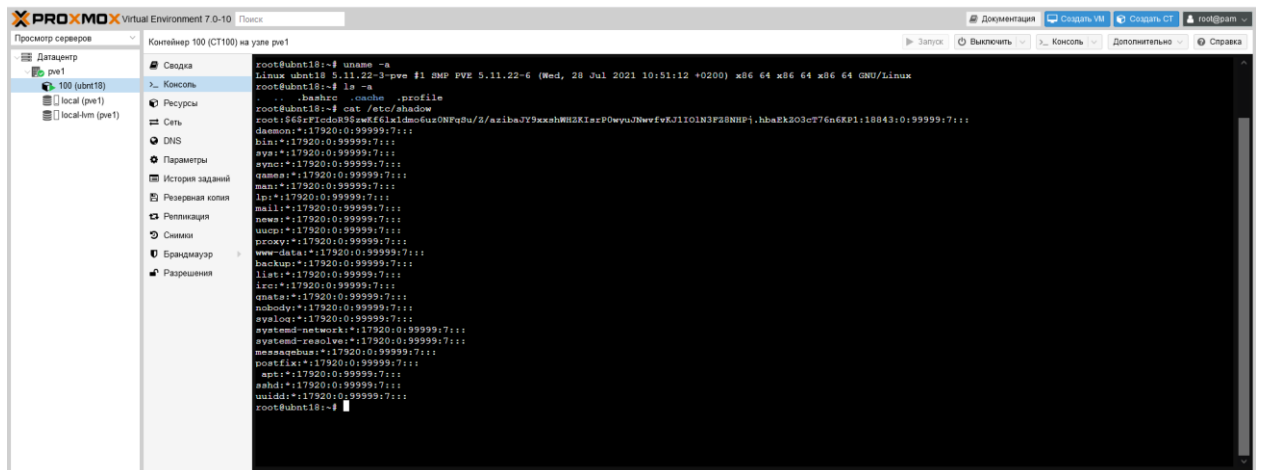 PROXMOX Virtual Environment 7.0-10 Поиск Документация Создать VM Создать CT root@pam
Просмотр серверов
Контейнер 100 (CT100) на узле pve1 Запуск Выключить Консоль Дополнительно Справка
Датацентр
pve1
100 (ubnt18)
local (pve1)
local-lvm (pve1)
Сводка
Консоль
Ресурсы
Сеть
DNS
Параметры
История заданий
Резервная копия
Репликация
Снимки
Брандмауэр
Разрешения
root@ubnt18:~# uname -a
Linux ubnt18 5.11.22-3-pve #1 SMP PVE 5.11.22-6 (Wed, 28 Jul 2021 10:51:12 +0200) x86_64 x86_64 x86_64 GNU/Linux
root@ubnt18:~# ls -a
. .. .bashrc .cache .profile
root@ubnt18:~# cat /etc/shadow
daemon:*:17920:0:99999:7:::
bin:*:17920:0:99999:7:::
sys:*:17920:0:99999:7:::
sync:*:17920:0:99999:7:::
games:*:17920:0:99999:7:::
man:*:17920:0:99999:7:::
lp:*:17920:0:99999:7:::
mail:*:17920:0:99999:7:::
news:*:17920:0:99999:7:::
uucp:*:17920:0:99999:7:::
proxy:*:17920:0:99999:7:::
www-data:*:17920:0:99999:7:::
backup:*:17920:0:99999:7:::
list:*:17920:0:99999:7:::
irc:*:17920:0:99999:7:::
gnats:*:17920:0:99999:7:::
nobody:*:17920:0:99999:7:::
syslog:*:17920:0:99999:7:::
systemd-network:*:17920:0:99999:7:::
systemd-resolve:*:17920:0:99999:7:::
messagebus:*:17920:0:99999:7:::
postfix:*:17920:0:99999:7:::
_apt:*:17920:0:99999:7:::
sshd:*:17920:0:99999:7:::
uuidd:*:17920:0:99999:7:::
root@ubnt18:~#